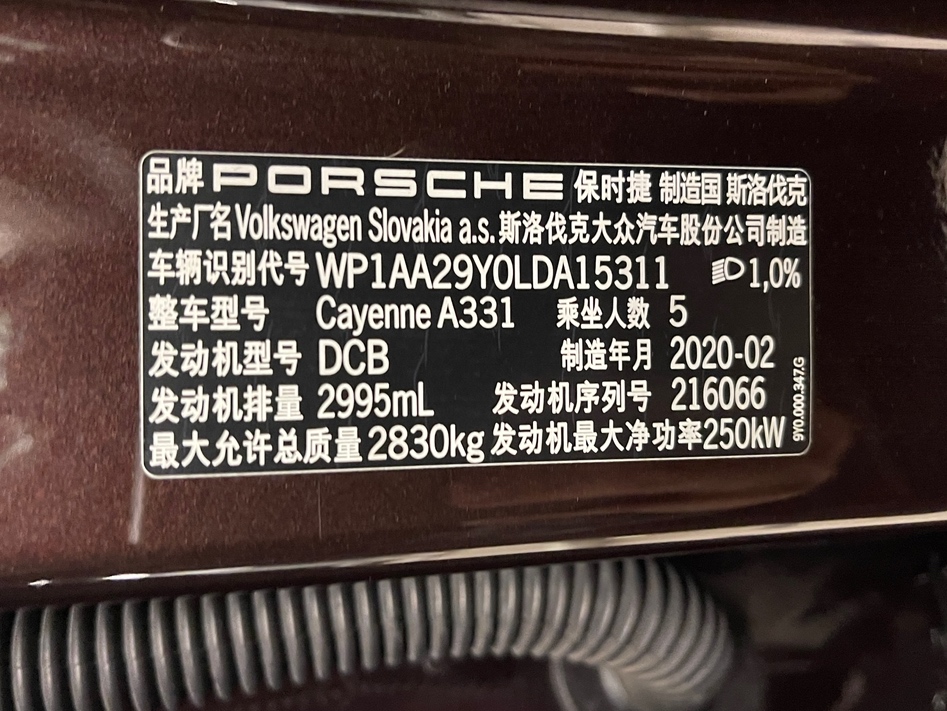 品牌 PORSCHE 保时捷 制造国 斯洛伐克
生产厂名 Volkswagen Slovakia a.s. 斯洛伐克大众汽车股份公司制造
车辆识别代号 WP1AA29Y0LDA15311 1,0%
整车型号 Cayenne A331 乘坐人数 5
发动机型号 DCB 制造年月 2020-02
发动机排量 2995mL 发动机序列号 216066
最大允许总质量 2830kg 发动机最大净功率 250kW
9Y0.000.347.G